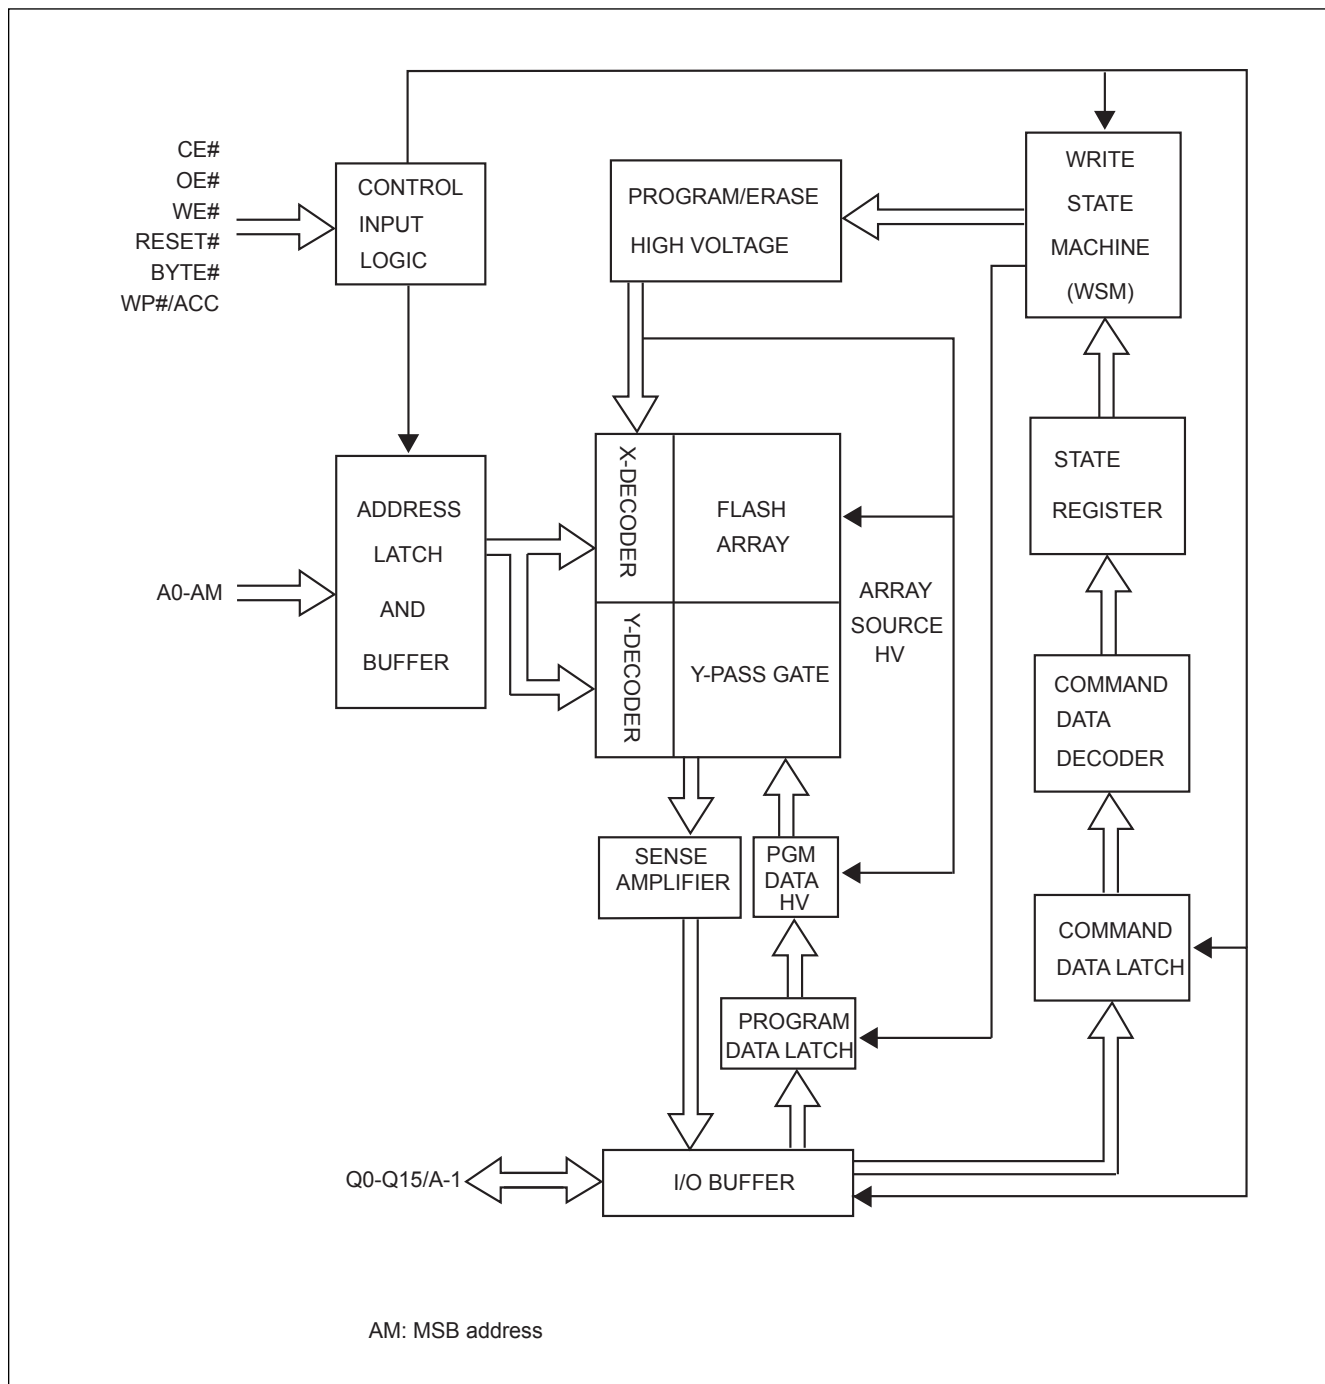 CE#
OE#
WE#
RESET#
BYTE#
WP#/ACC
CONTROL
INPUT
LOGIC
PROGRAM/ERASE
HIGH VOLTAGE
WRITE
STATE
MACHINE
(WSM)
STATE
REGISTER
A0-AM
ADDRESS
LATCH
AND
BUFFER
X-DECODER
FLASH
ARRAY
Y-DECODER
Y-PASS GATE
ARRAY
SOURCE
HV
COMMAND
DATA
DECODER
SENSE
AMPLIFIER
PGM
DATA
HV
COMMAND
DATA LATCH
PROGRAM
DATA LATCH
Q0-Q15/A-1
I/O BUFFER
AM: MSB address